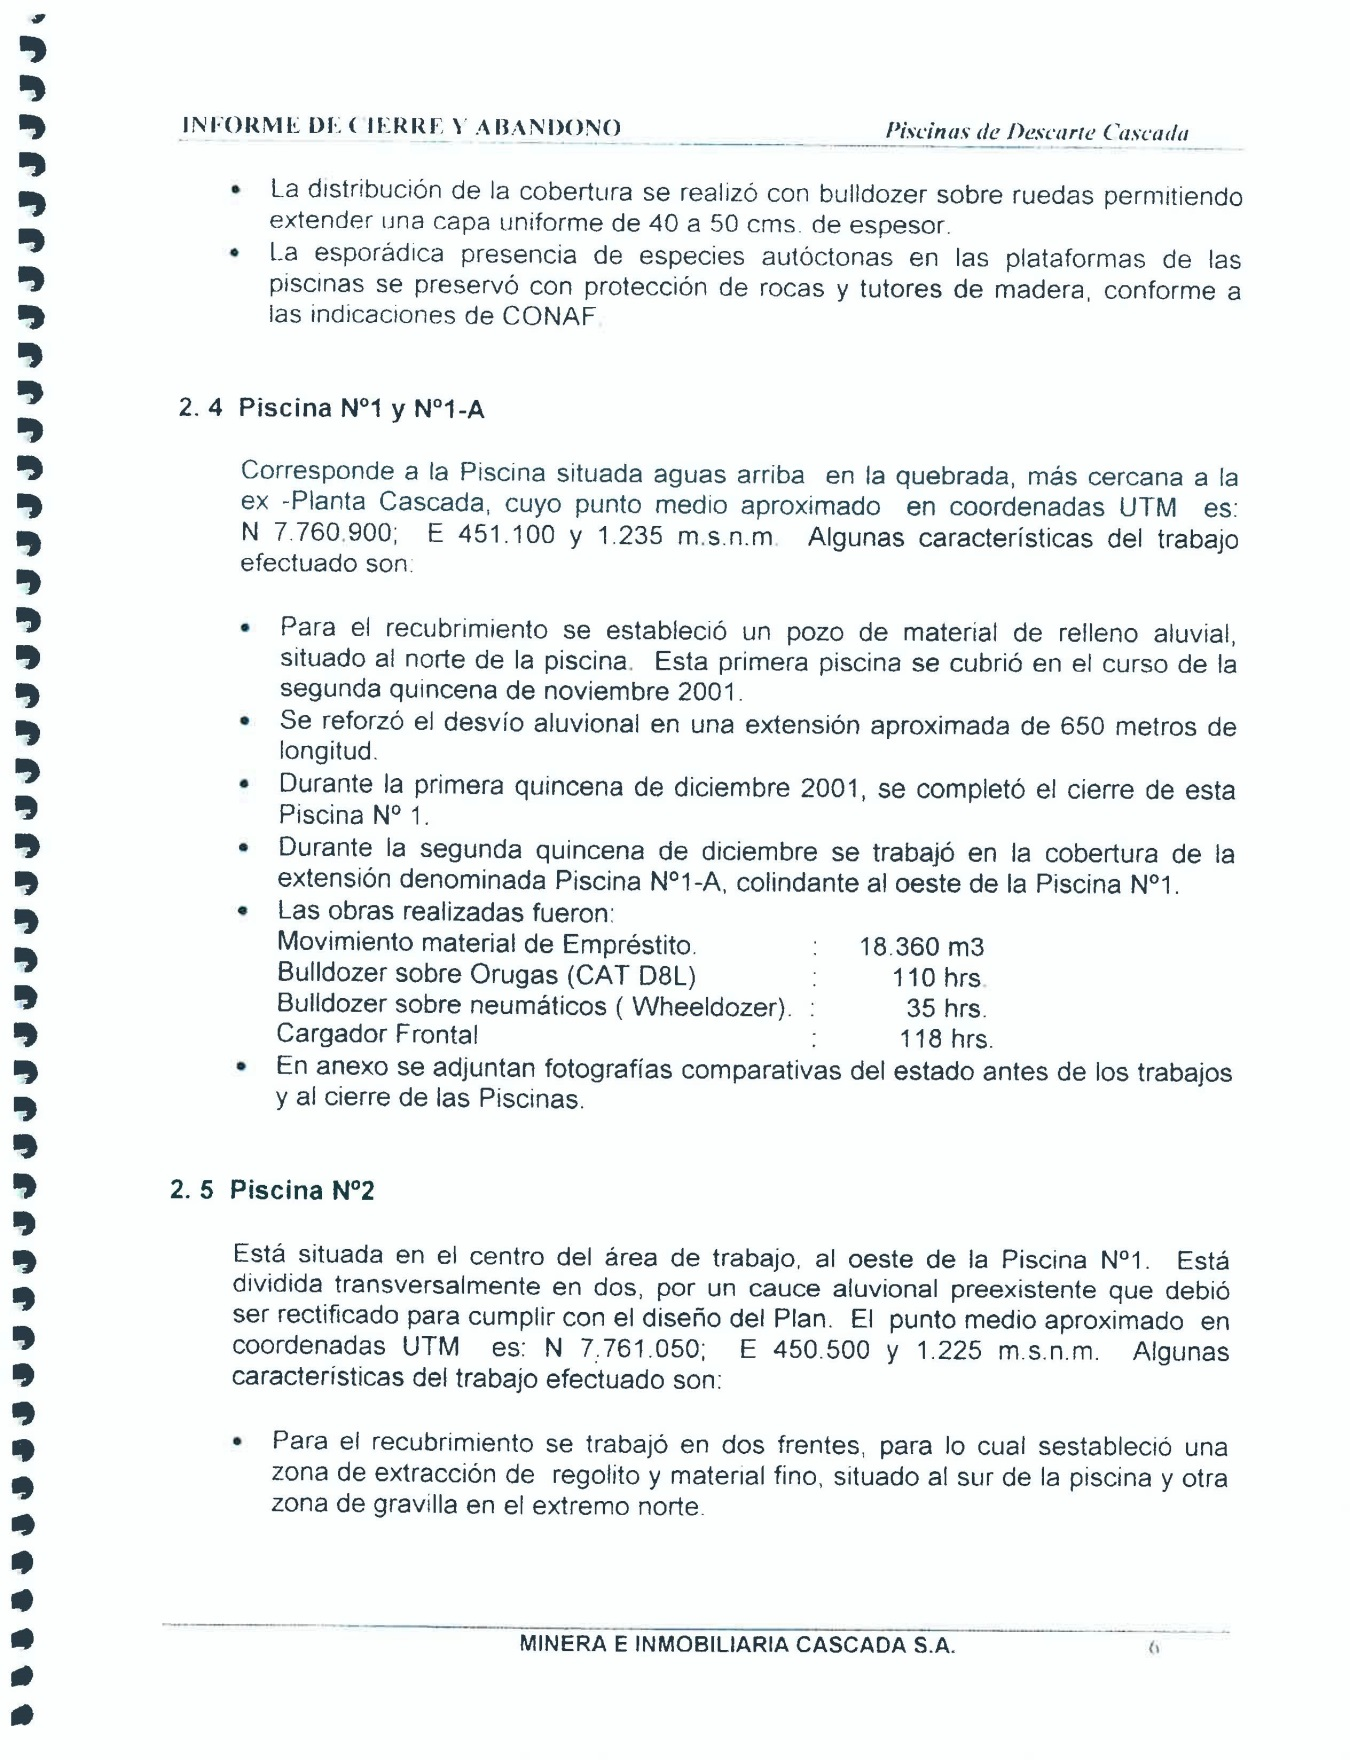 INFORME DE CIERRE Y ABANDONO Piscinas de Descarte Cascada
• La distribución de la cobertura se realizó con bulldozer sobre ruedas permitiendo
extender una capa uniforme de 40 a 50 cms. de espesor.
• La esporádica presencia de especies autóctonas en las plataformas de las
piscinas se preservó con protección de rocas y tutores de madera, conforme a
las indicaciones de CONAF.
2. 4 Piscina Nº1 y Nº1-A
Corresponde a la Piscina situada aguas arriba en la quebrada, más cercana a la
ex -Planta Cascada, cuyo punto medio aproximado en coordenadas UTM es:
N 7.760.900; E 451.100 y 1.235 m.s.n.m. Algunas características del trabajo
efectuado son:
• Para el recubrimiento se estableció un pozo de material de relleno aluvial,
situado al norte de la piscina. Esta primera piscina se cubrió en el curso de la
segunda quincena de noviembre 2001.
• Se reforzó el desvío aluvional en una extensión aproximada de 650 metros de
longitud.
• Durante la primera quincena de diciembre 2001, se completó el cierre de esta
Piscina Nº 1.
• Durante la segunda quincena de diciembre se trabajó en la cobertura de la
extensión denominada Piscina Nº1-A, colindante al oeste de la Piscina Nº1.
• Las obras realizadas fueron:
Movimiento material de Empréstito. : 18.360 m3
Bulldozer sobre Orugas (CAT D8L) : 110 hrs.
Bulldozer sobre neumáticos ( Wheeldozer). : 35 hrs.
Cargador Frontal : 118 hrs.
• En anexo se adjuntan fotografías comparativas del estado antes de los trabajos
y al cierre de las Piscinas.
2. 5 Piscina Nº2
Está situada en el centro del área de trabajo, al oeste de la Piscina Nº1. Está
dividida transversalmente en dos, por un cauce aluvional preexistente que debió
ser rectificado para cumplir con el diseño del Plan. El punto medio aproximado en
coordenadas UTM es: N 7.761.050; E 450.500 y 1.225 m.s.n.m. Algunas
características del trabajo efectuado son:
• Para el recubrimiento se trabajó en dos frentes, para lo cual sestableció una
zona de extracción de regolito y material fino, situado al sur de la piscina y otra
zona de gravilla en el extremo norte.
MINERA E INMOBILIARIA CASCADA S.A. 6